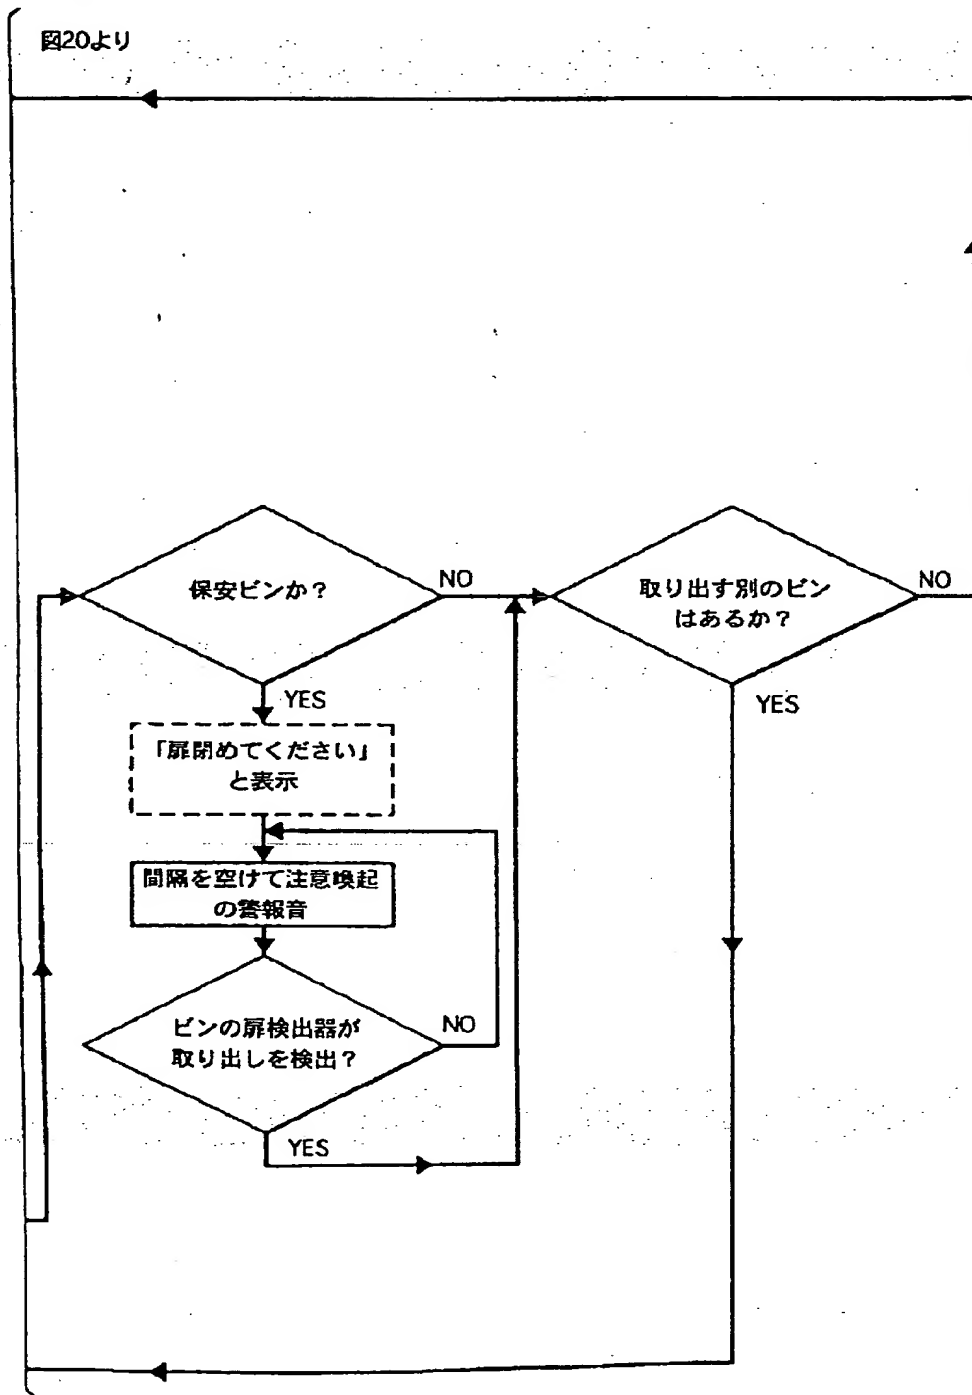 図20より
保安ビンか？
NO
YES
「扉閉めてください」
と表示
間隔を空けて注意喚起
の警報音
ビンの扉検出器が
取り出しを検出？
NO
YES
取り出す別のビン
はあるか？
NO
YES